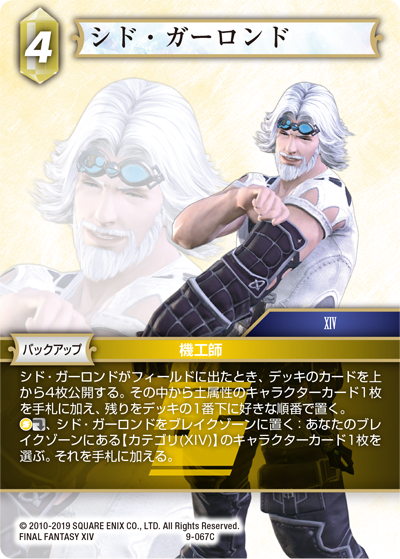 4
シド・ガーロンド
XIV
バックアップ
機工師
シド・ガーロンドがフィールドに出たとき、デッキのカードを上
から4枚公開する。その中から土属性のキャラクターカード1枚
を手札に加え、残りをデッキの1番下に好きな順番で置く。
、シド・ガーロンドをブレイクゾーンに置く：あなたのブレ
イクゾーンにある【カテゴリ(XIV)】のキャラクターカード1枚を
選ぶ。それを手札に加える。
© 2010-2019 SQUARE ENIX CO., LTD. All Rights Reserved.
FINAL FANTASY XIV 9-067C